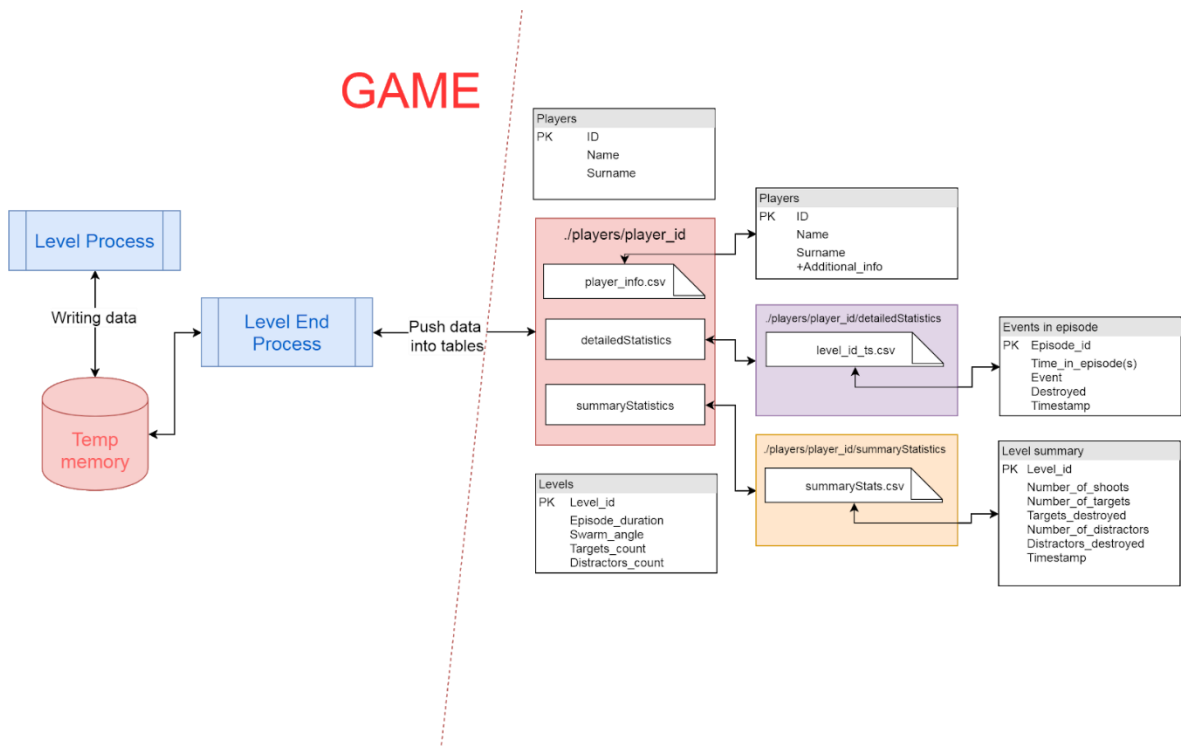 GAME
Level Process
Writing data
Temp
memory
Level End
Process
Push data
into tables
Players
PK ID
Name
Surname
./players/player_id
player_info.csv
detailedStatistics
summaryStatistics
Levels
PK Level_id
Episode_duration
Swarm_angle
Targets_count
Distractors_count
Players
PK ID
Name
Surname
+Additional_info
./players/player_id/detailedStatistics
level_id_ts.csv
./players/player_id/summaryStatistics
summaryStats.csv
Events in episode
PK Episode_id
Time_in_episode(s)
Event
Destroyed
Timestamp
Level summary
PK Level_id
Number_of_shoots
Number_of_targets
Targets_destroyed
Number_of_distractors
Distractors_destroyed
Timestamp